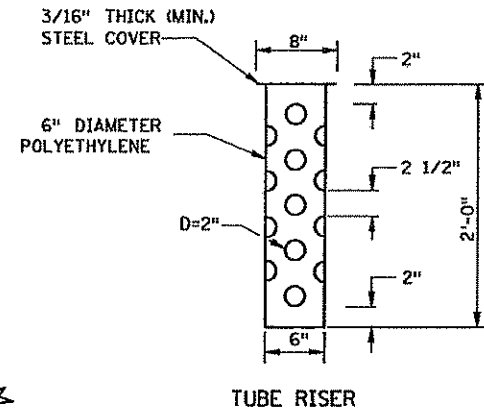 3/16" THICK (MIN.)
STEEL COVER
8"
2"
6" DIAMETER
POLYETHYLENE
2 1/2"
2'-0"
D=2"
2"
6"
TUBE RISER